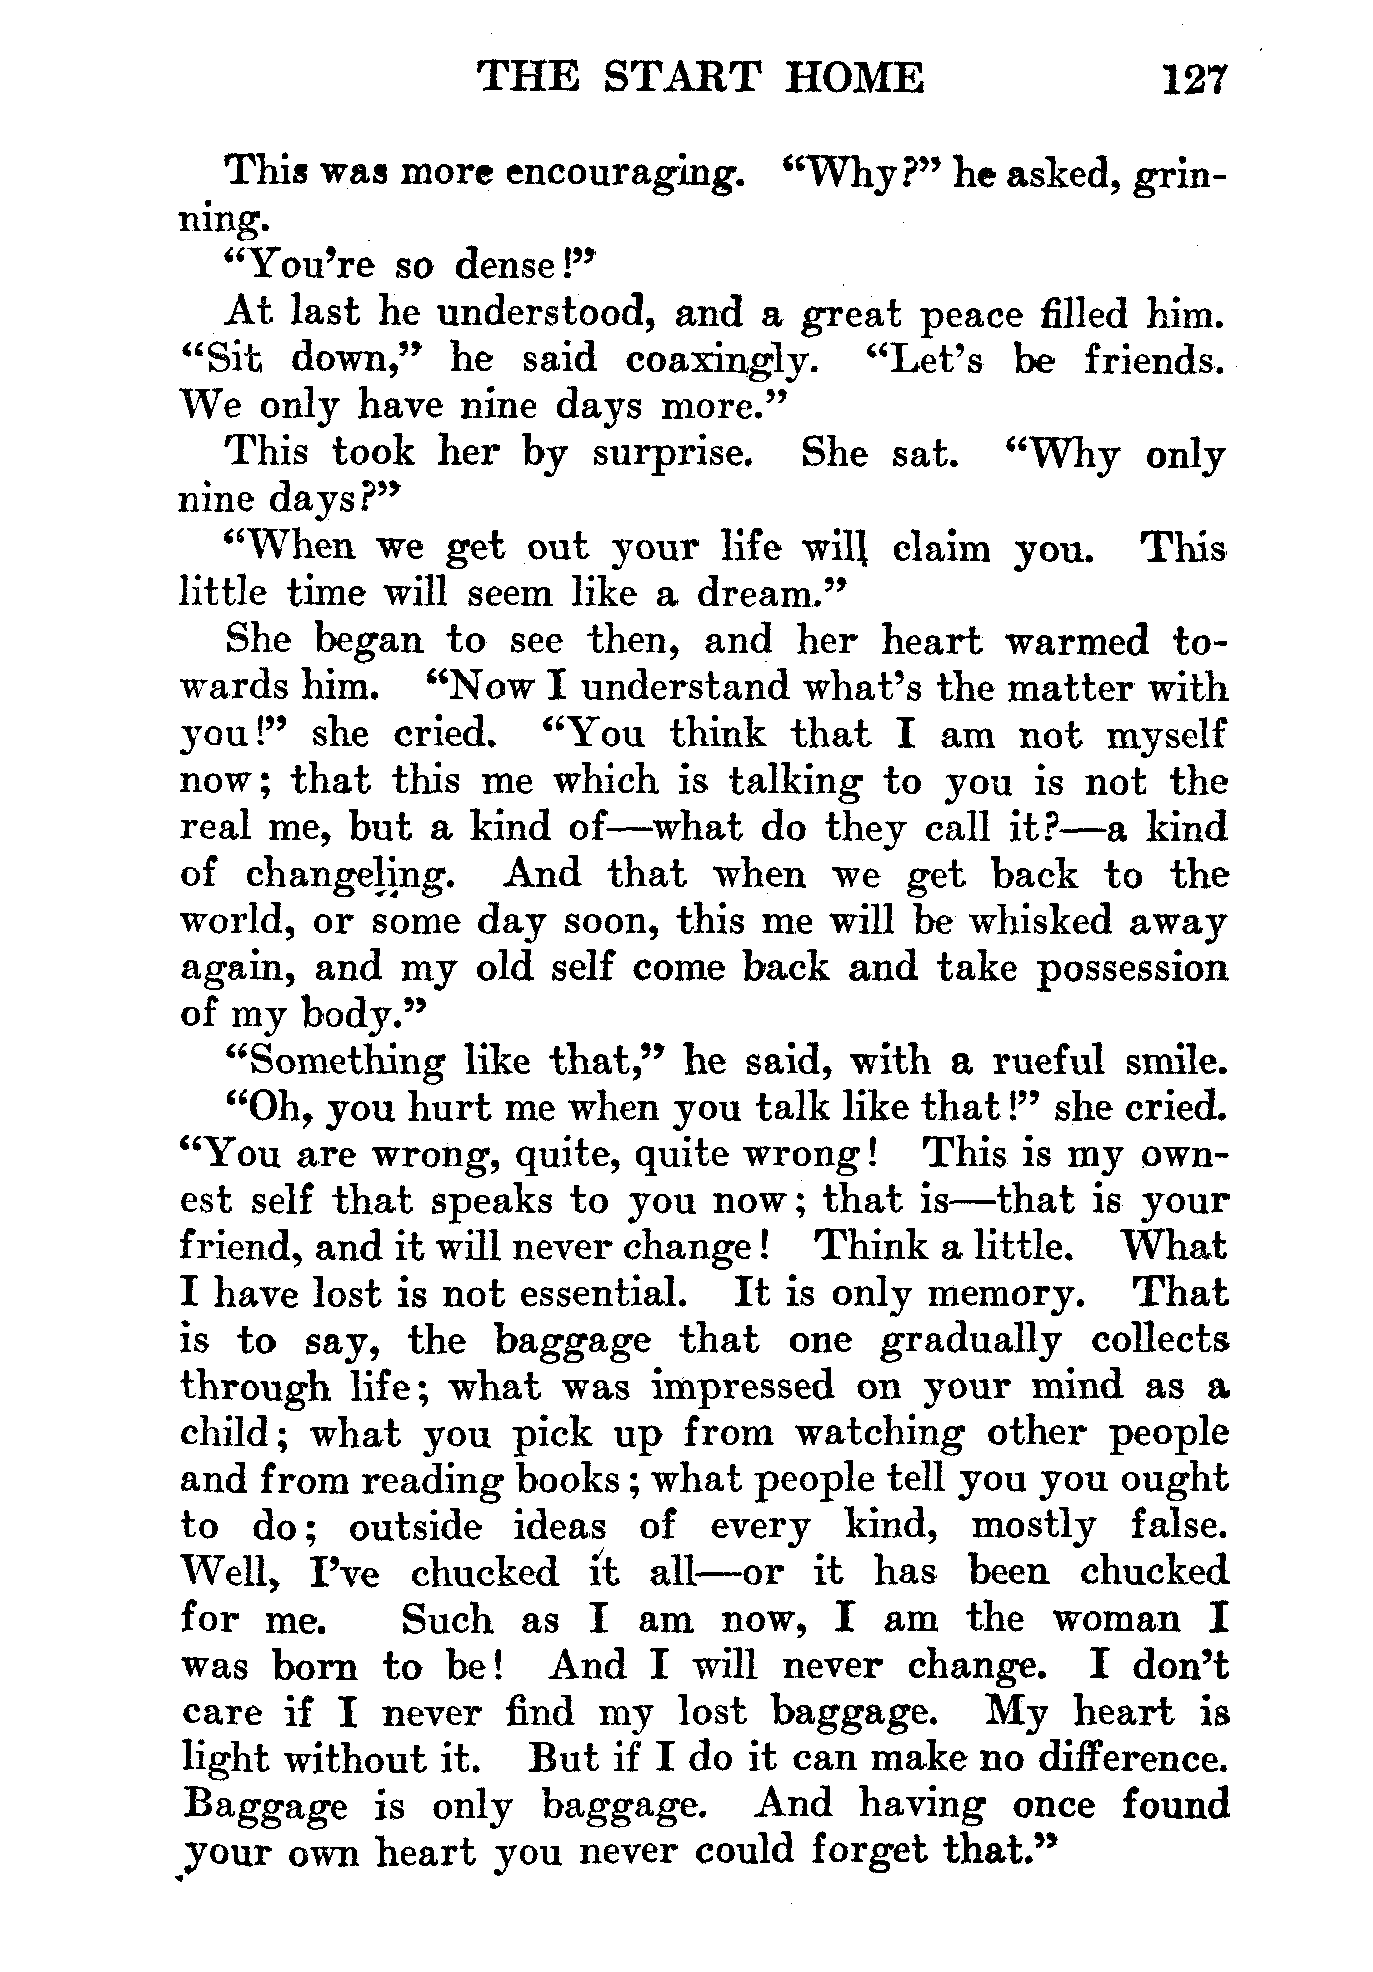 THE START HOME 127
This was more encouraging. "Why?" he asked, grin-
ning.
"You're so dense!"
At last he understood, and a great peace filled him.
"Sit down," he said coaxingly. "Let's be friends.
We only have nine days more."
This took her by surprise. She sat. "Why only
nine days?"
"When we get out your life will claim you. This
little time will seem like a dream."
She began to see then, and her heart warmed to-
wards him. "Now I understand what's the matter with
you!" she cried. "You think that I am not myself
now; that this me which is talking to you is not the
real me, but a kind of—what do they call it?—a kind
of changeling. And that when we get back to the
world, or some day soon, this me will be whisked away
again, and my old self come back and take possession
of my body."
"Something like that," he said, with a rueful smile.
"Oh, you hurt me when you talk like that!" she cried.
"You are wrong, quite, quite wrong! This is my own-
est self that speaks to you now; that is—that is your
friend, and it will never change! Think a little. What
I have lost is not essential. It is only memory. That
is to say, the baggage that one gradually collects
through life; what was impressed on your mind as a
child; what you pick up from watching other people
and from reading books; what people tell you you ought
to do; outside ideas of every kind, mostly false.
Well, I've chucked it all—or it has been chucked
for me. Such as I am now, I am the woman I
was born to be! And I will never change. I don't
care if I never find my lost baggage. My heart is
light without it. But if I do it can make no difference.
Baggage is only baggage. And having once found
your own heart you never could forget that."